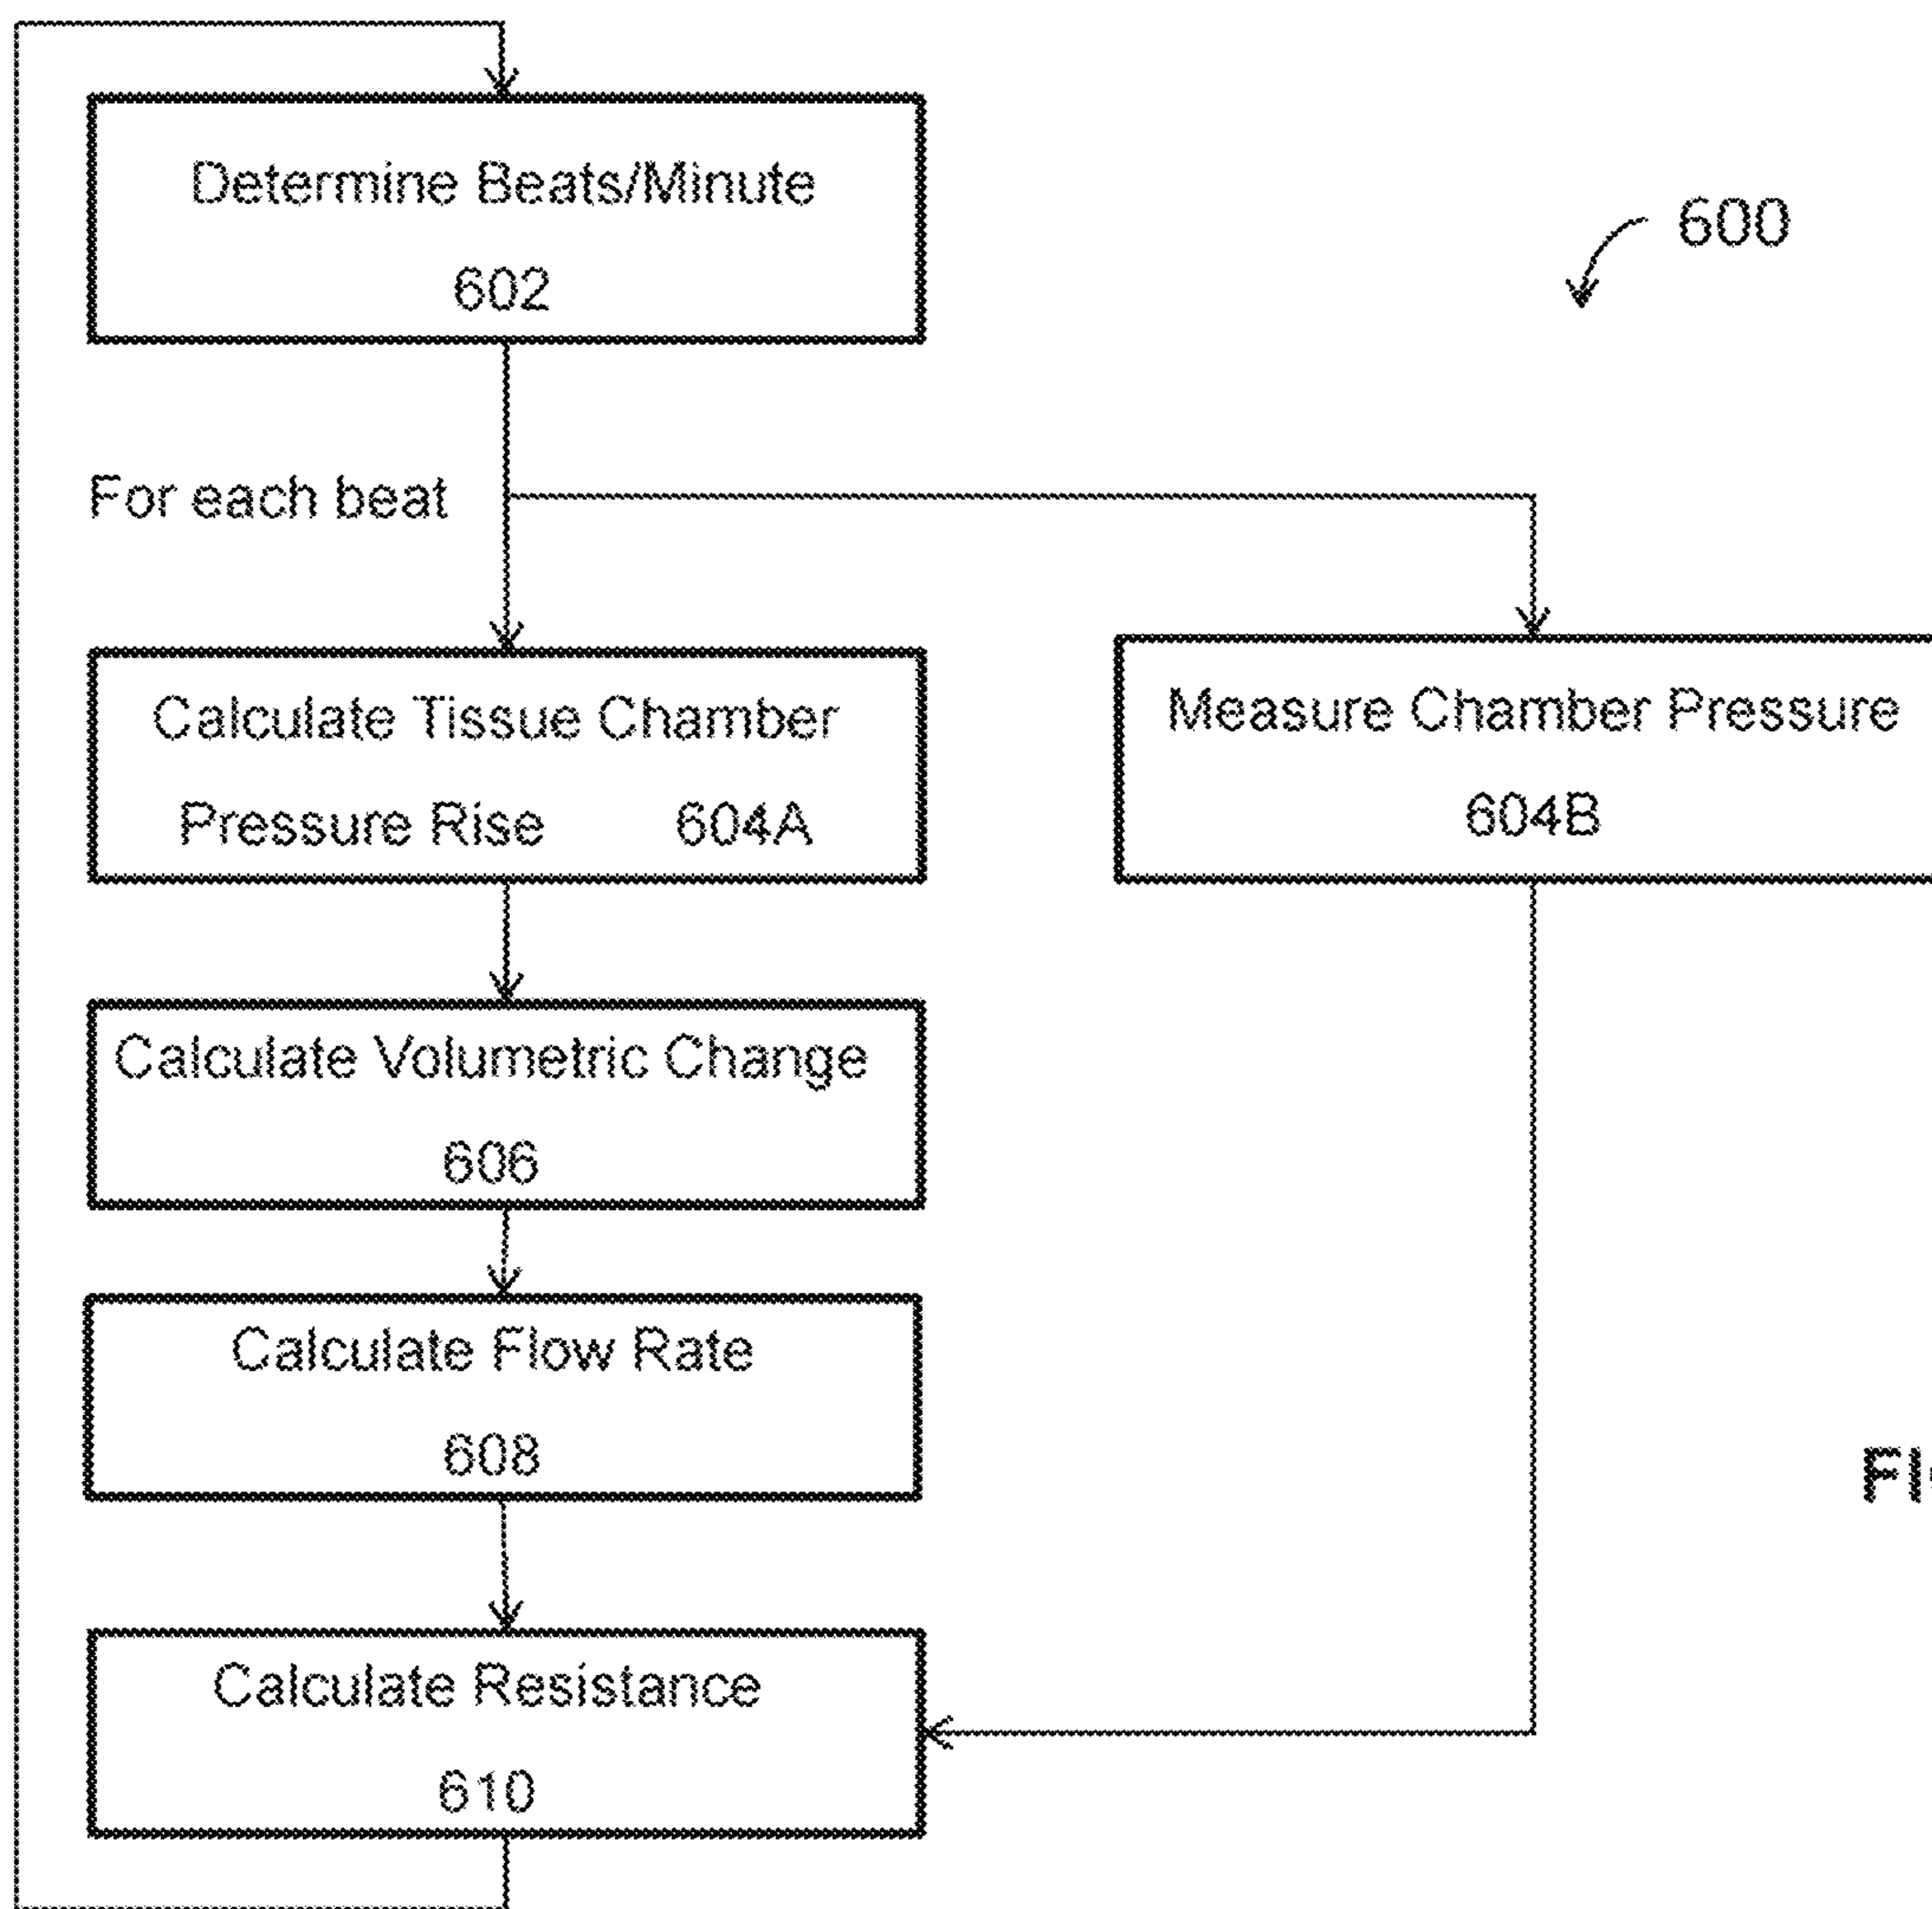 Determine Beats/Minute
602
600
For each beat
Calculate Tissue Chamber
Pressure Rise 604A
Measure Chamber Pressure
604B
Calculate Volumetric Change
606
Calculate Flow Rate
608
Calculate Resistance
610